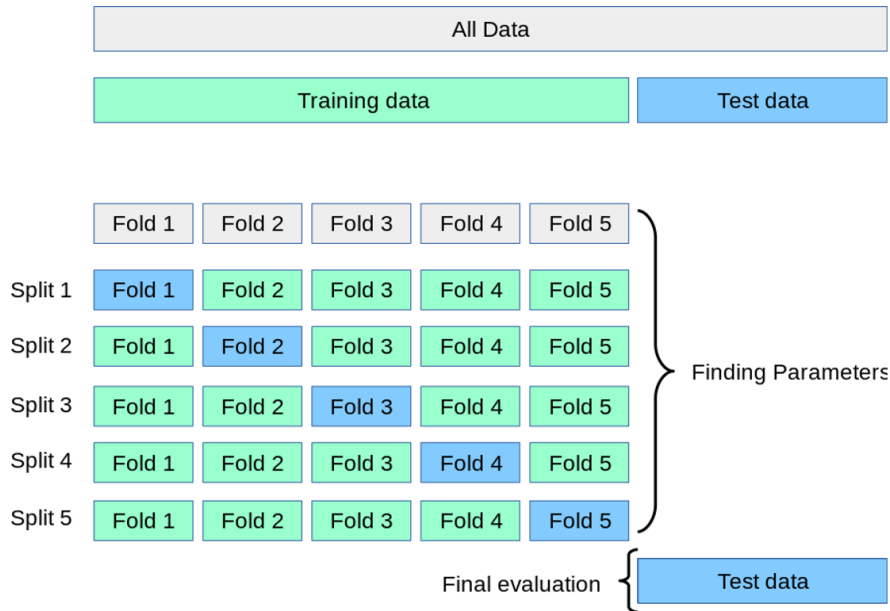 All Data
Training data Test data
Fold 1 Fold 2 Fold 3 Fold 4 Fold 5
Split 1 Fold 1 Fold 2 Fold 3 Fold 4 Fold 5
Split 2 Fold 1 Fold 2 Fold 3 Fold 4 Fold 5
Finding Parameters
Split 3 Fold 1 Fold 2 Fold 3 Fold 4 Fold 5
Split 4 Fold 1 Fold 2 Fold 3 Fold 4 Fold 5
Split 5 Fold 1 Fold 2 Fold 3 Fold 4 Fold 5
Final evaluation Test data